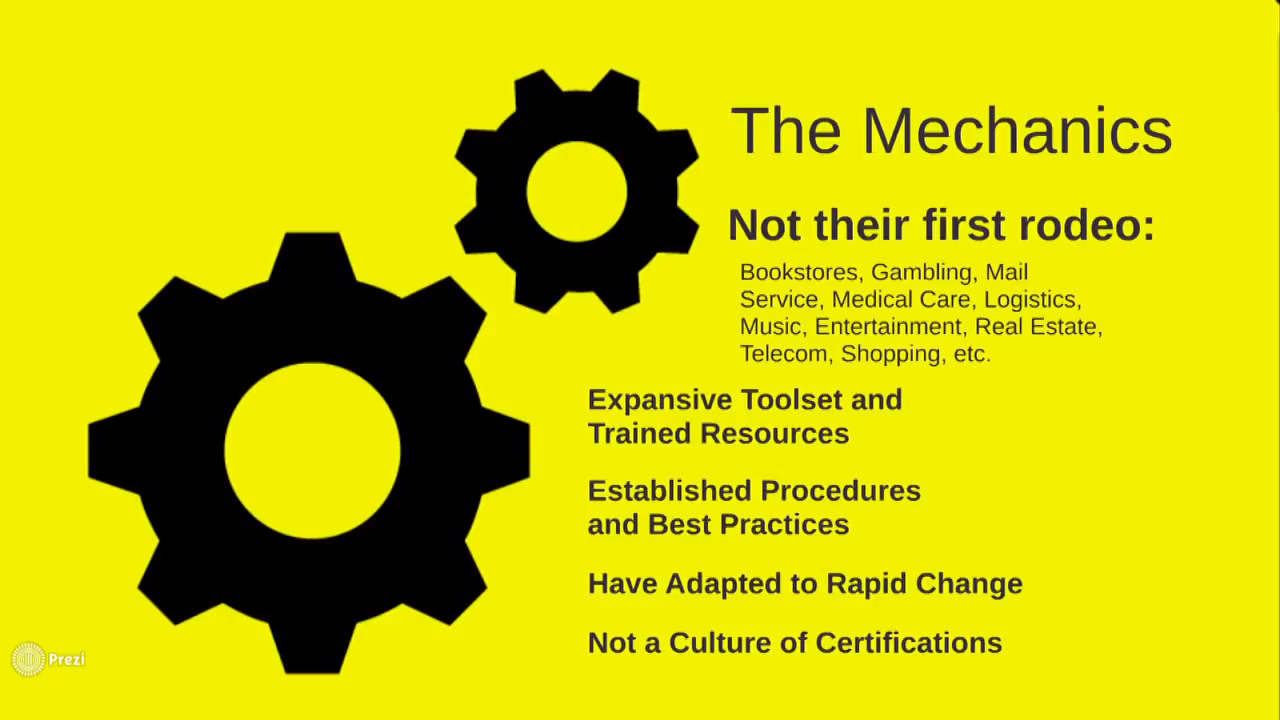 The Mechanics
Not their first rodeo:
Bookstores, Gambling, Mail
Service, Medical Care, Logistics,
Music, Entertainment, Real Estate,
Telecom, Shopping, etc.
Expansive Toolset and
Trained Resources
Established Procedures
and Best Practices
Have Adapted to Rapid Change
Not a Culture of Certifications
Prezi